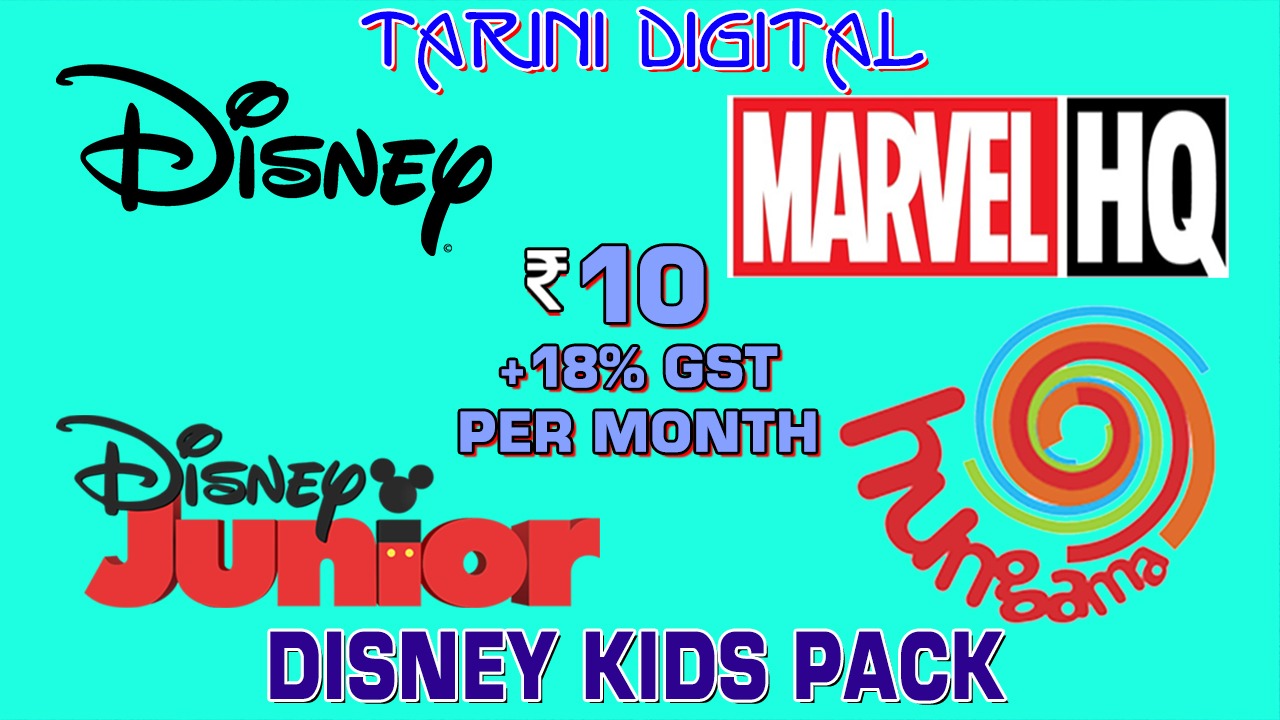 TARINI DIGITAL
Disney
©
MARVEL HQ
₹10
+18% GST
PER MONTH
Disney
Junior
hungama
DISNEY KIDS PACK